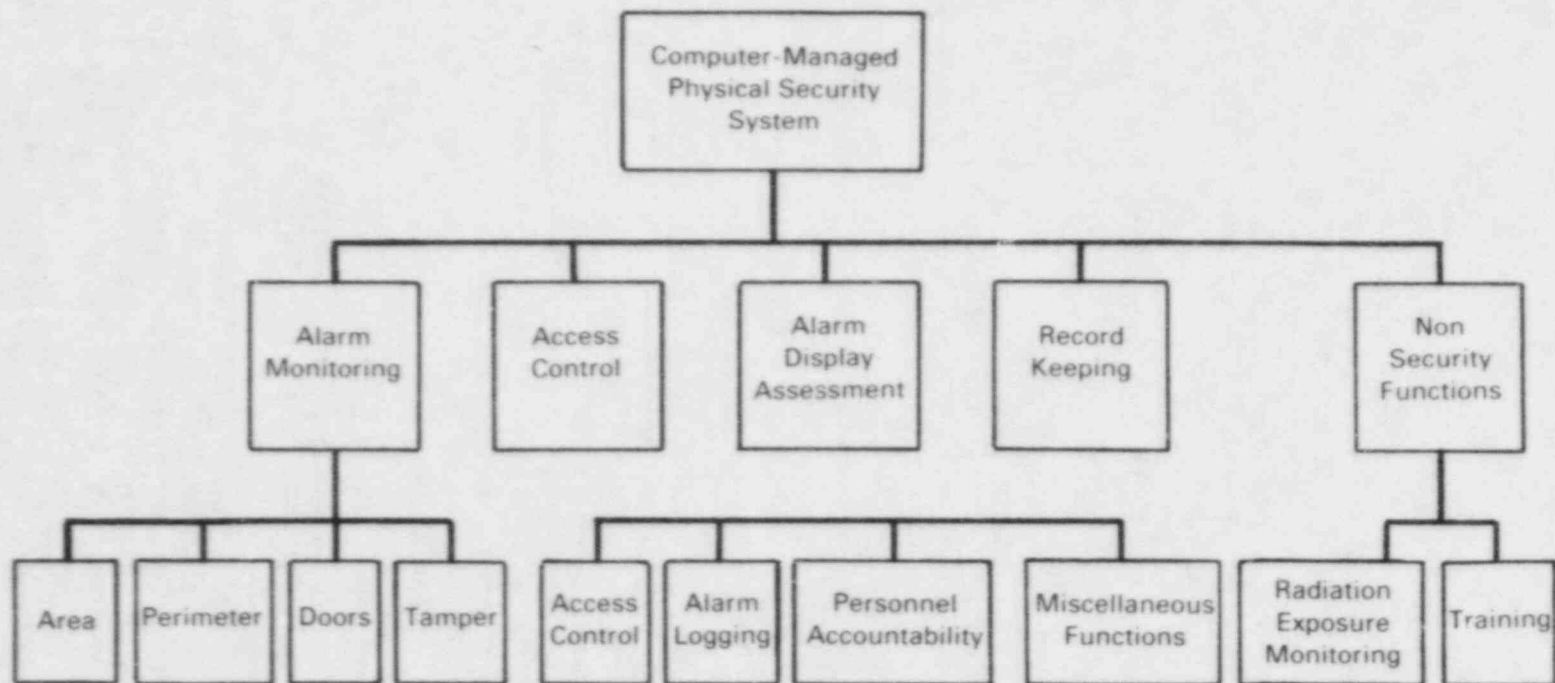 Computer-Managed
Physical Security
System
Alarm
Monitoring
Access
Control
Alarm
Display
Assessment
Record
Keeping
Non
Security
Functions
Area
Perimeter
Doors
Tamper
Access
Control
Alarm
Logging
Personnel
Accountability
Miscellaneous
Functions
Radiation
Exposure
Monitoring
Training